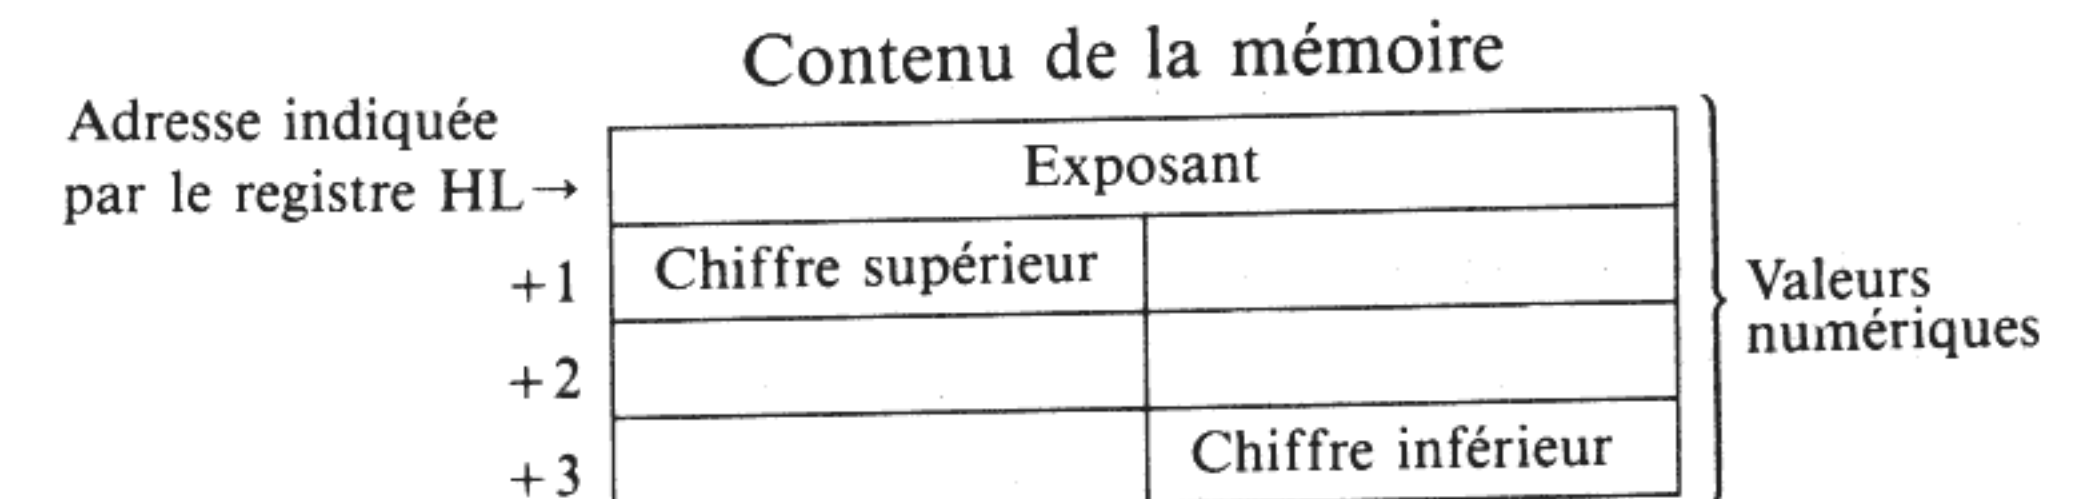 Contenu de la mémoire
Adresse indiquée
par le registre HL→
Exposant
+1 Chiffre supérieur
Valeurs
numériques
+2
+3 Chiffre inférieur